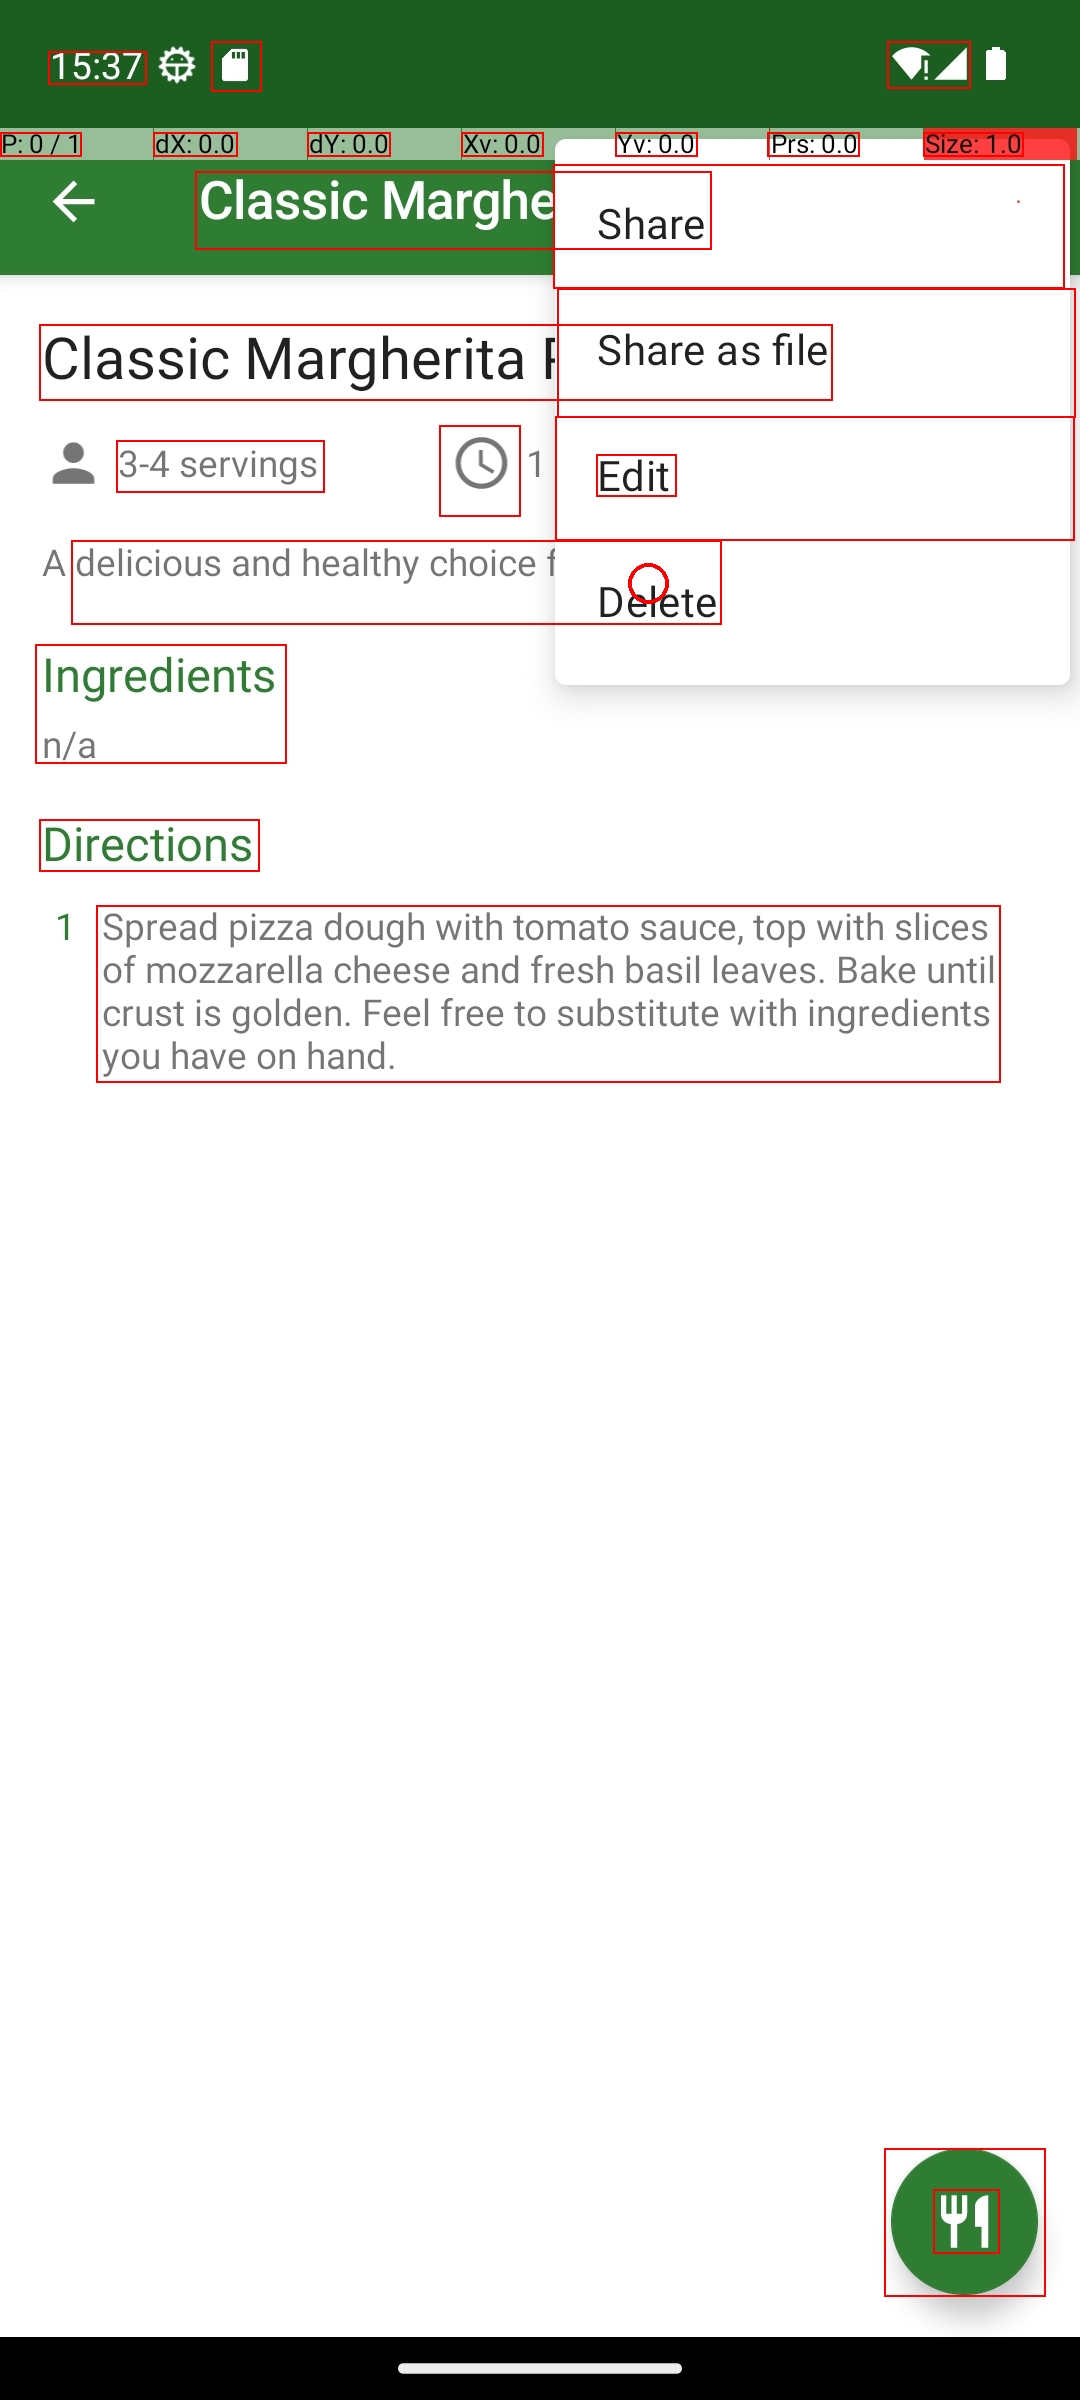 15:37
P: 0 / 1 dX: 0.0 dY: 0.0 Xv: 0.0 Yv: 0.0 Prs: 0.0 Size: 1.0
Classic Marghe
Share
Classic Margherita
Share as file
3-4 servings
1
Edit
A delicious and healthy choice f
Delete
Ingredients
n/a
Directions
1 Spread pizza dough with tomato sauce, top with slices
of mozzarella cheese and fresh basil leaves. Bake until
crust is golden. Feel free to substitute with ingredients
you have on hand.